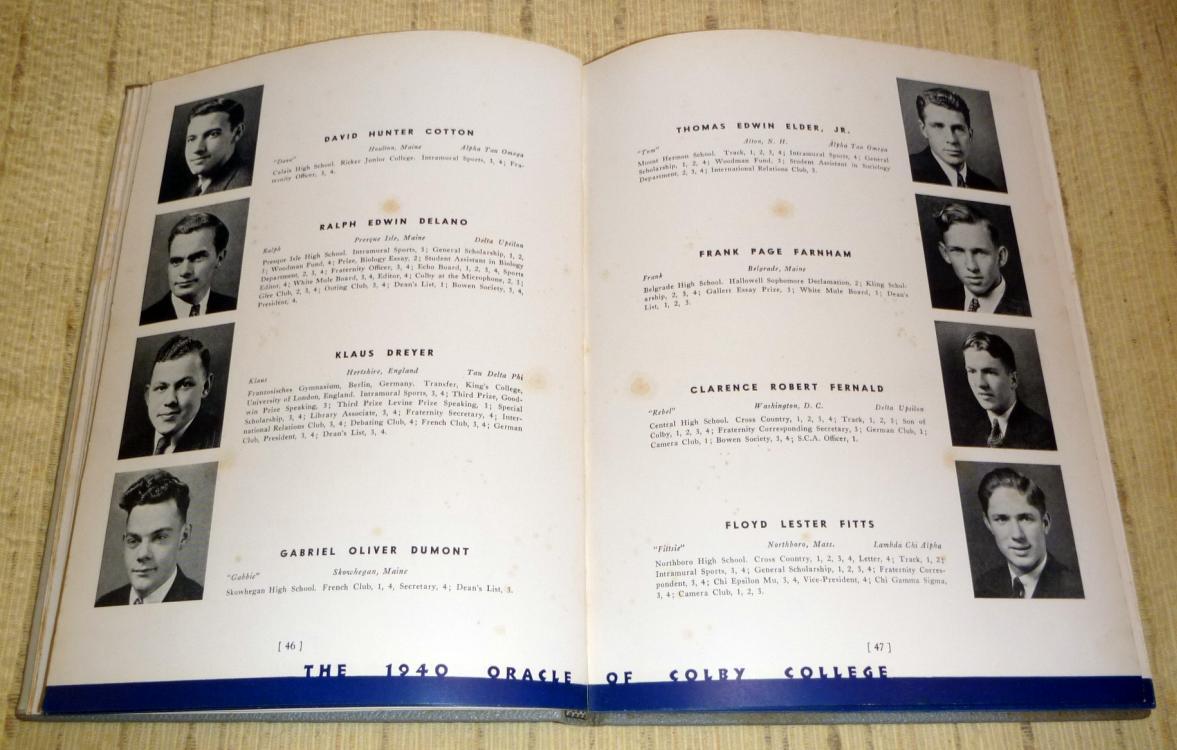 DAVID HUNTER COTTON
"Dave" Houlton, Maine Alpha Tau Omega
Calais High School. Ricker Junior College. Intramural Sports, 3, 4; Fra-
ternity Officer, 3, 4.
RALPH EDWIN DELANO
Ralph Presque Isle, Maine Delta Upsilon
Presque Isle High School. Intramural Sports, 3; General Scholarship, 1, 2,
3; Woodman Fund, 4; Prize, Biology Essay, 2; Student Assistant in Biology
Department, 2, 3, 4; Fraternity Officer, 3, 4; Echo Board, 1, 2, 3, 4, Sports
Editor, 4; White Mule Board, 3, 4, Editor, 4; Colby at the Microphone, 2, 3;
Glee Club, 2, 3, 4; Outing Club, 3, 4; Dean's List, 1; Bowen Society, 3, 4,
President, 4.
KLAUS DREYER
Klaus Hertshire, England Tau Delta Phi
Franzosisches Gymnasium, Berlin, Germany. Transfer, King's College,
University of London, England. Intramural Sports, 3, 4; Third Prize, Good-
win Prize Speaking, 3; Third Prize Levine Prize Speaking, 3; Special
Scholarship, 3, 4; Library Associate, 3, 4; Fraternity Secretary, 4; Inter-
national Relations Club, 3, 4; Debating Club, 4; French Club, 3, 4; German
Club, President, 3, 4; Dean's List, 3, 4.
GABRIEL OLIVER DUMONT
"Gabbie" Skowhegan, Maine
Skowhegan High School. French Club, 1, 4, Secretary, 4; Dean's List, 3.
[ 46 ]
THOMAS EDWIN ELDER, JR.
"Tom" Alton, N. H. Alpha Tau Omega
Mount Hermon School. Track, 1, 2, 3, 4; Intramural Sports, 4; General
Scholarship, 1, 2, 4; Woodman Fund, 3; Student Assistant in Sociology
Department, 2, 3, 4; International Relations Club, 3.
FRANK PAGE FARNHAM
Frank Belgrade, Maine
Belgrade High School. Hallowell Sophomore Declamation, 2; Kling Schol-
arship, 2, 3, 4; Gallert Essay Prize, 3; White Mule Board, 3; Dean's
List, 1, 2, 3.
CLARENCE ROBERT FERNALD
"Rebel" Washington, D. C. Delta Upsilon
Central High School. Cross Country, 1, 2, 3, 4; Track, 1, 2, 3; Son of
Colby, 1, 2, 3, 4; Fraternity Corresponding Secretary, 3; German Club, 1;
Camera Club, 1; Bowen Society, 3, 4; S.C.A. Officer, 1.
FLOYD LESTER FITTS
"Fittsie" Northboro, Mass. Lambda Chi Alpha
Northboro High School. Cross Country, 1, 2, 3, 4, Letter, 4; Track, 1, 2;
Intramural Sports, 3, 4; General Scholarship, 1, 2, 3, 4; Fraternity Corres-
pondent, 3, 4; Chi Epsilon Mu, 3, 4, Vice-President, 4; Chi Gamma Sigma,
3, 4; Camera Club, 1, 2, 3.
[ 47 ]
THE 1940 ORACLE OF COLBY COLLEGE